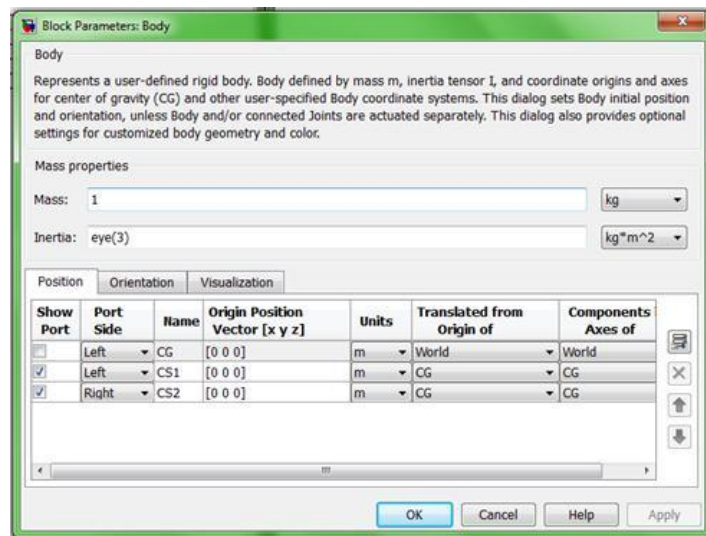 Block Parameters: Body
Body
Represents a user-defined rigid body. Body defined by mass m, inertia tensor I, and coordinate origins and axes
for center of gravity (CG) and other user-specified Body coordinate systems. This dialog sets Body initial position
and orientation, unless Body and/or connected Joints are actuated separately. This dialog also provides optional
settings for customized body geometry and color.
Mass properties
Mass: 1 kg
Inertia: eye(3) kg*m^2
Position Orientation Visualization
Show Port Port Side Name Origin Position Vector [x y z] Units Translated from Origin of Components Axes of
Left CG [0 0 0] m World World
Left CS1 [0 0 0] m CG CG
Right CS2 [0 0 0] m CG CG
OK Cancel Help Apply